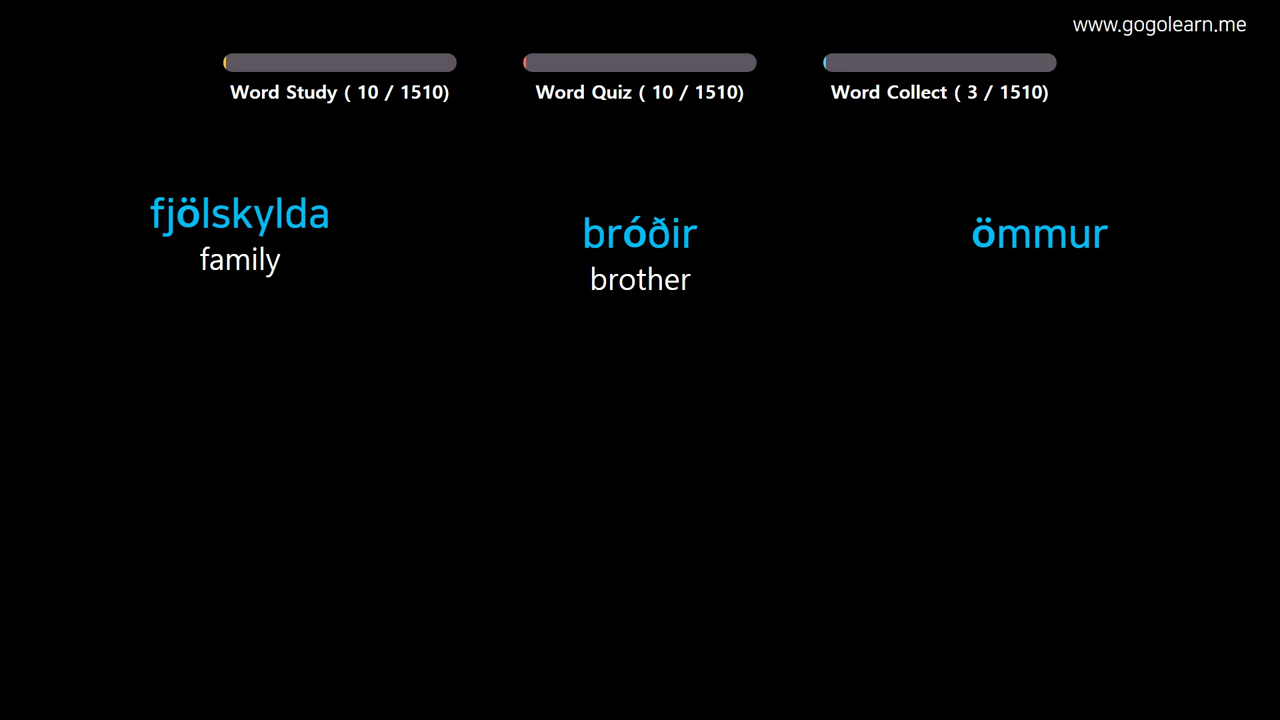 www.gogolearn.me
Word Study ( 10 / 1510)
Word Quiz ( 10 / 1510)
Word Collect ( 3 / 1510)
fjölskylda
family
bróðir
brother
ömmur